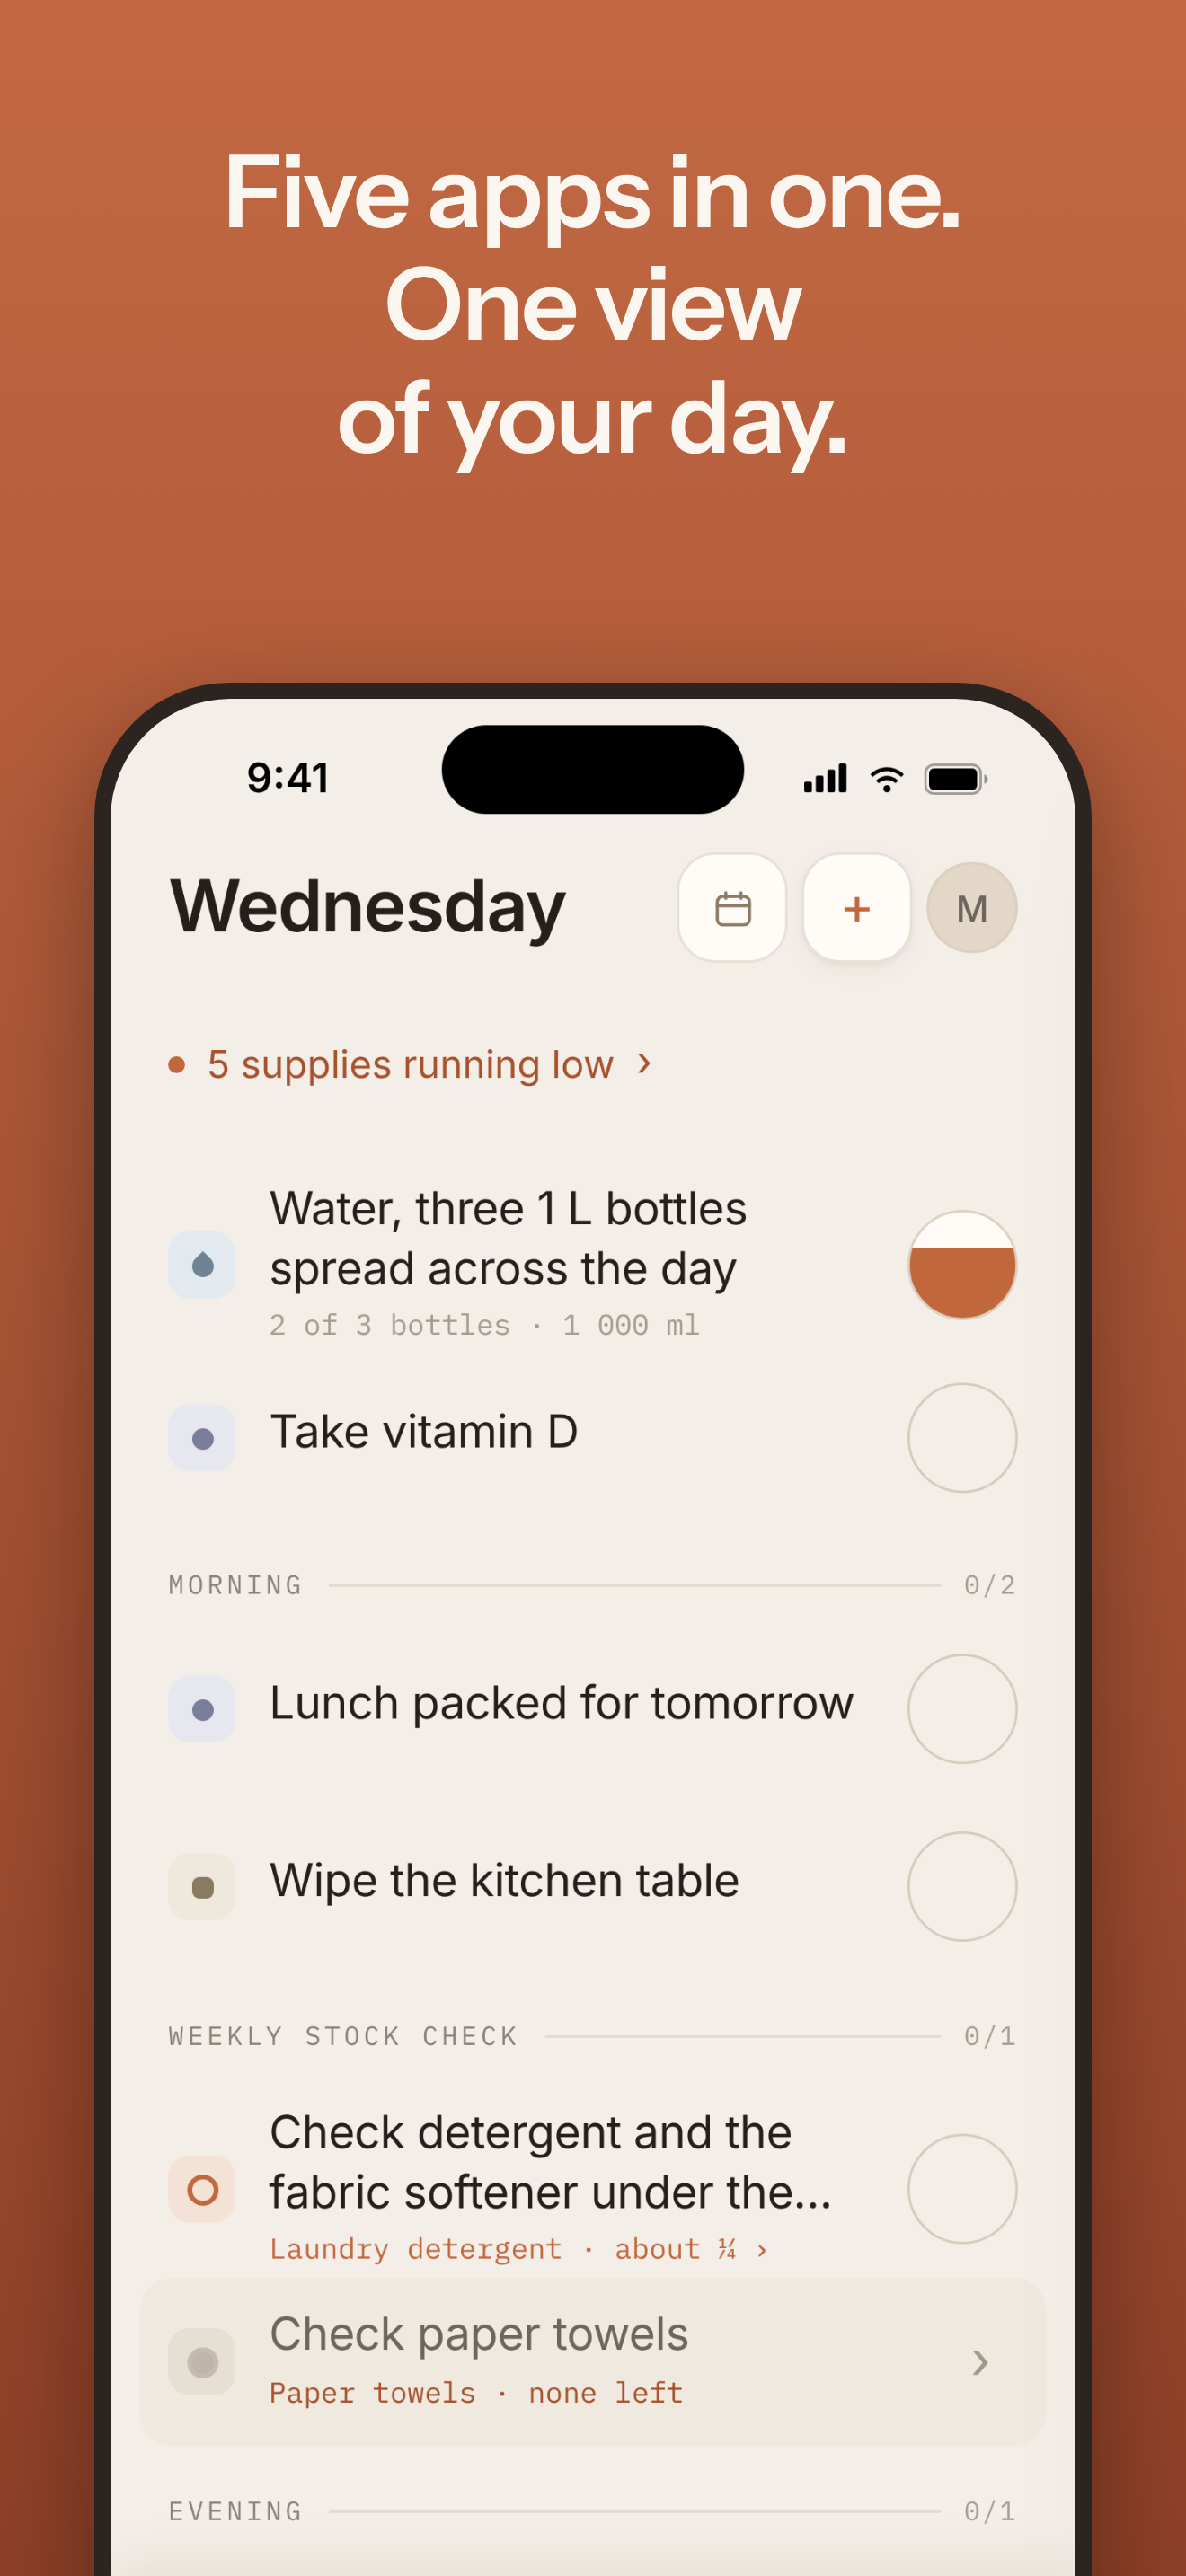 Five apps in one.
One view
of your day.
9:41
Wednesday
M
5 supplies running low ›
Water, three 1 L bottles
spread across the day
2 of 3 bottles · 1 000 ml
Take vitamin D
MORNING 0/2
Lunch packed for tomorrow
Wipe the kitchen table
WEEKLY STOCK CHECK 0/1
Check detergent and the
fabric softener under the...
Laundry detergent · about ¼ ›
Check paper towels
Paper towels · none left
EVENING 0/1